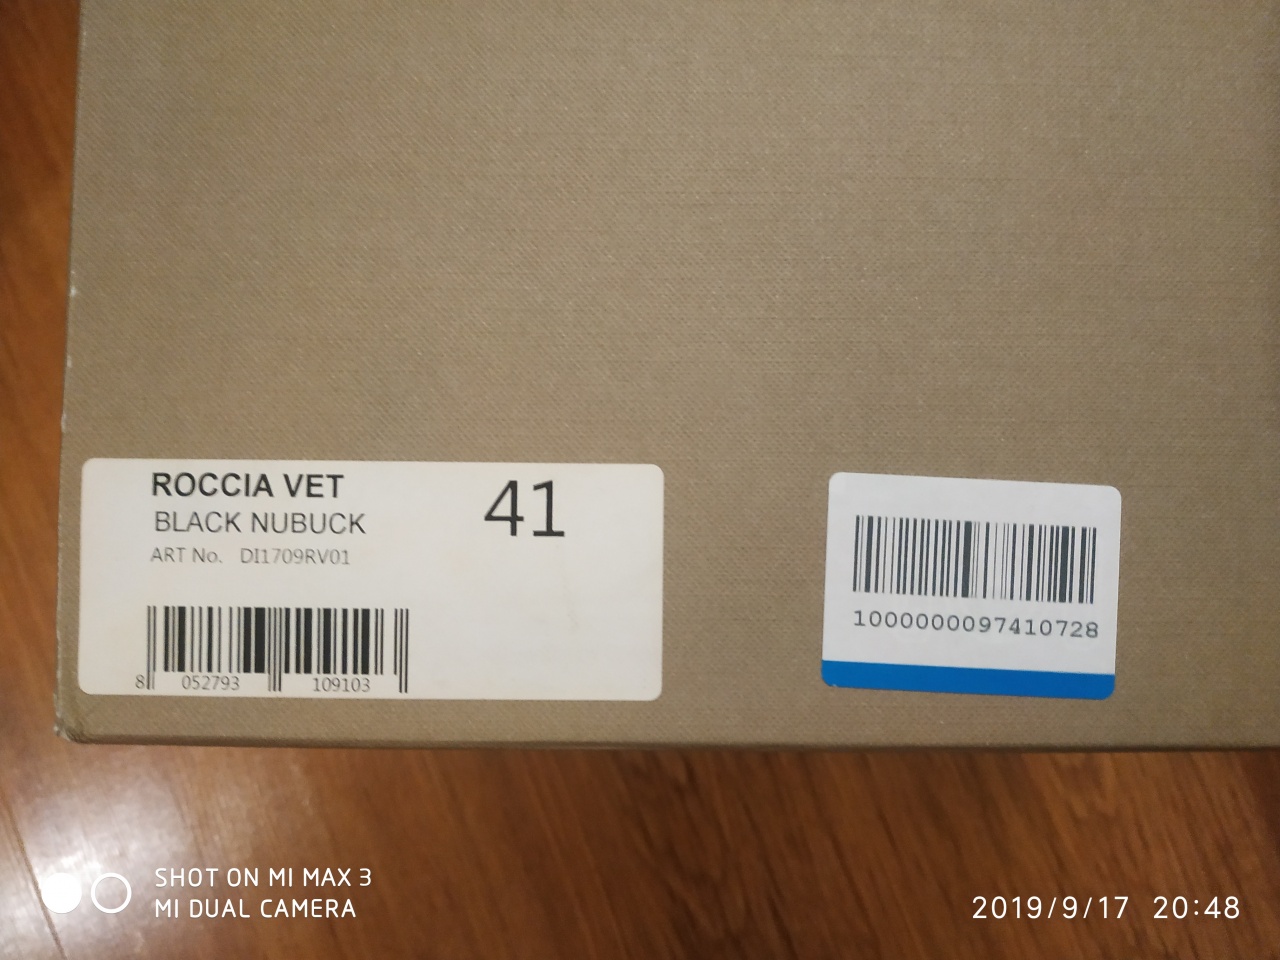 ROCCIA VET
BLACK NUBUCK
ART No. DI1709RV01
41
8 052793 109103
1000000097410728
SHOT ON MI MAX 3
MI DUAL CAMERA
2019/9/17 20:48